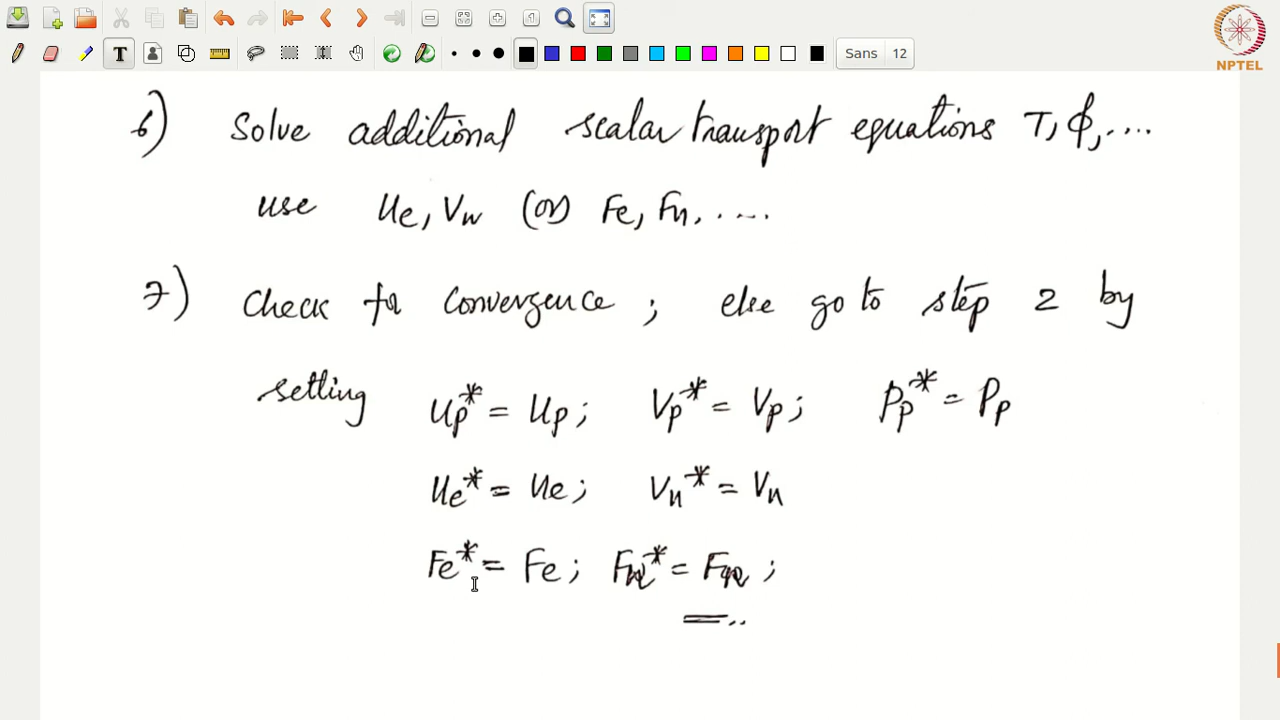 Sans 12
NPTEL
6) Solve additional scalar transport equations T, ϕ, ....
use ue, Vn (or) Fe, Fn, ....
7) Check for Convergence ; else go to step 2 by
setting up* = up; Vp* = Vp; Pp* = Pp
ue* = ue; Vn* = Vn
Fe* = Fe; Fn* = Fn ;